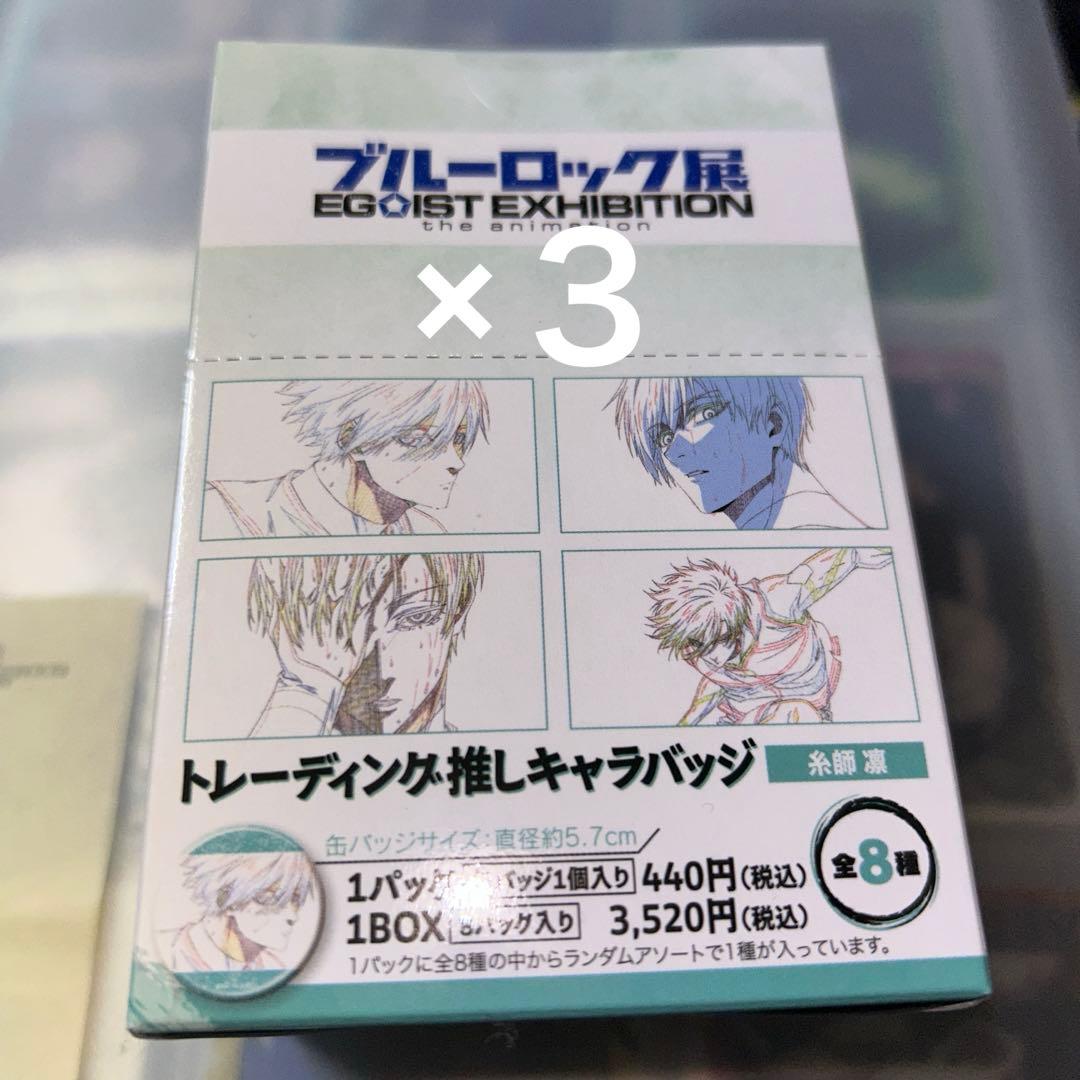 ブルーロック展
EGOIST EXHIBITION
the animation
×3
トレーディング推しキャラバッジ
糸師 凛
缶バッジサイズ:直径約5.7cm
1パック バッジ1個入り 440円(税込)
1BOX 8パック入り 3,520円(税込)
全8種
1パックに全8種の中からランダムアソートで1種が入っています。